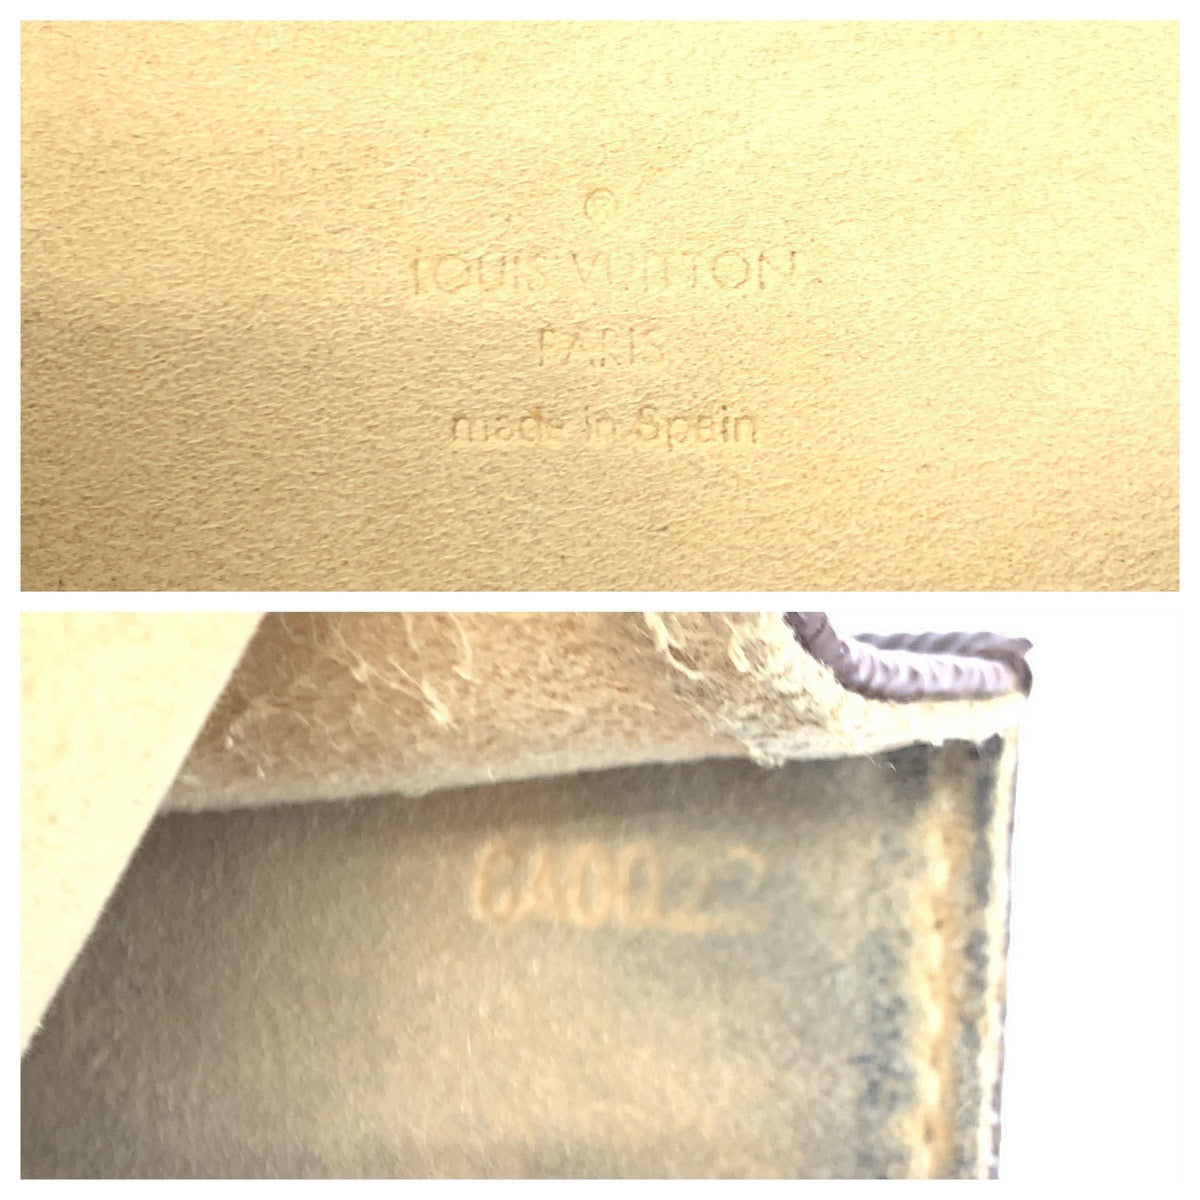 ®
LOUIS VUITTON
PARIS
made in Spain
CA0022